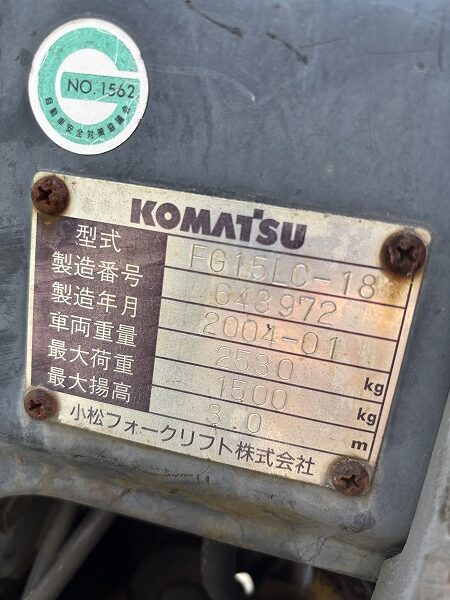 NO.1562
自動車安全対策協議会
KOMATSU
型式 FG15LC-18
製造番号 643972
製造年月 2004-01
車両重量 2530 kg
最大荷重 1500 kg
最大揚高 3.0 m
小松フォークリフト株式会社